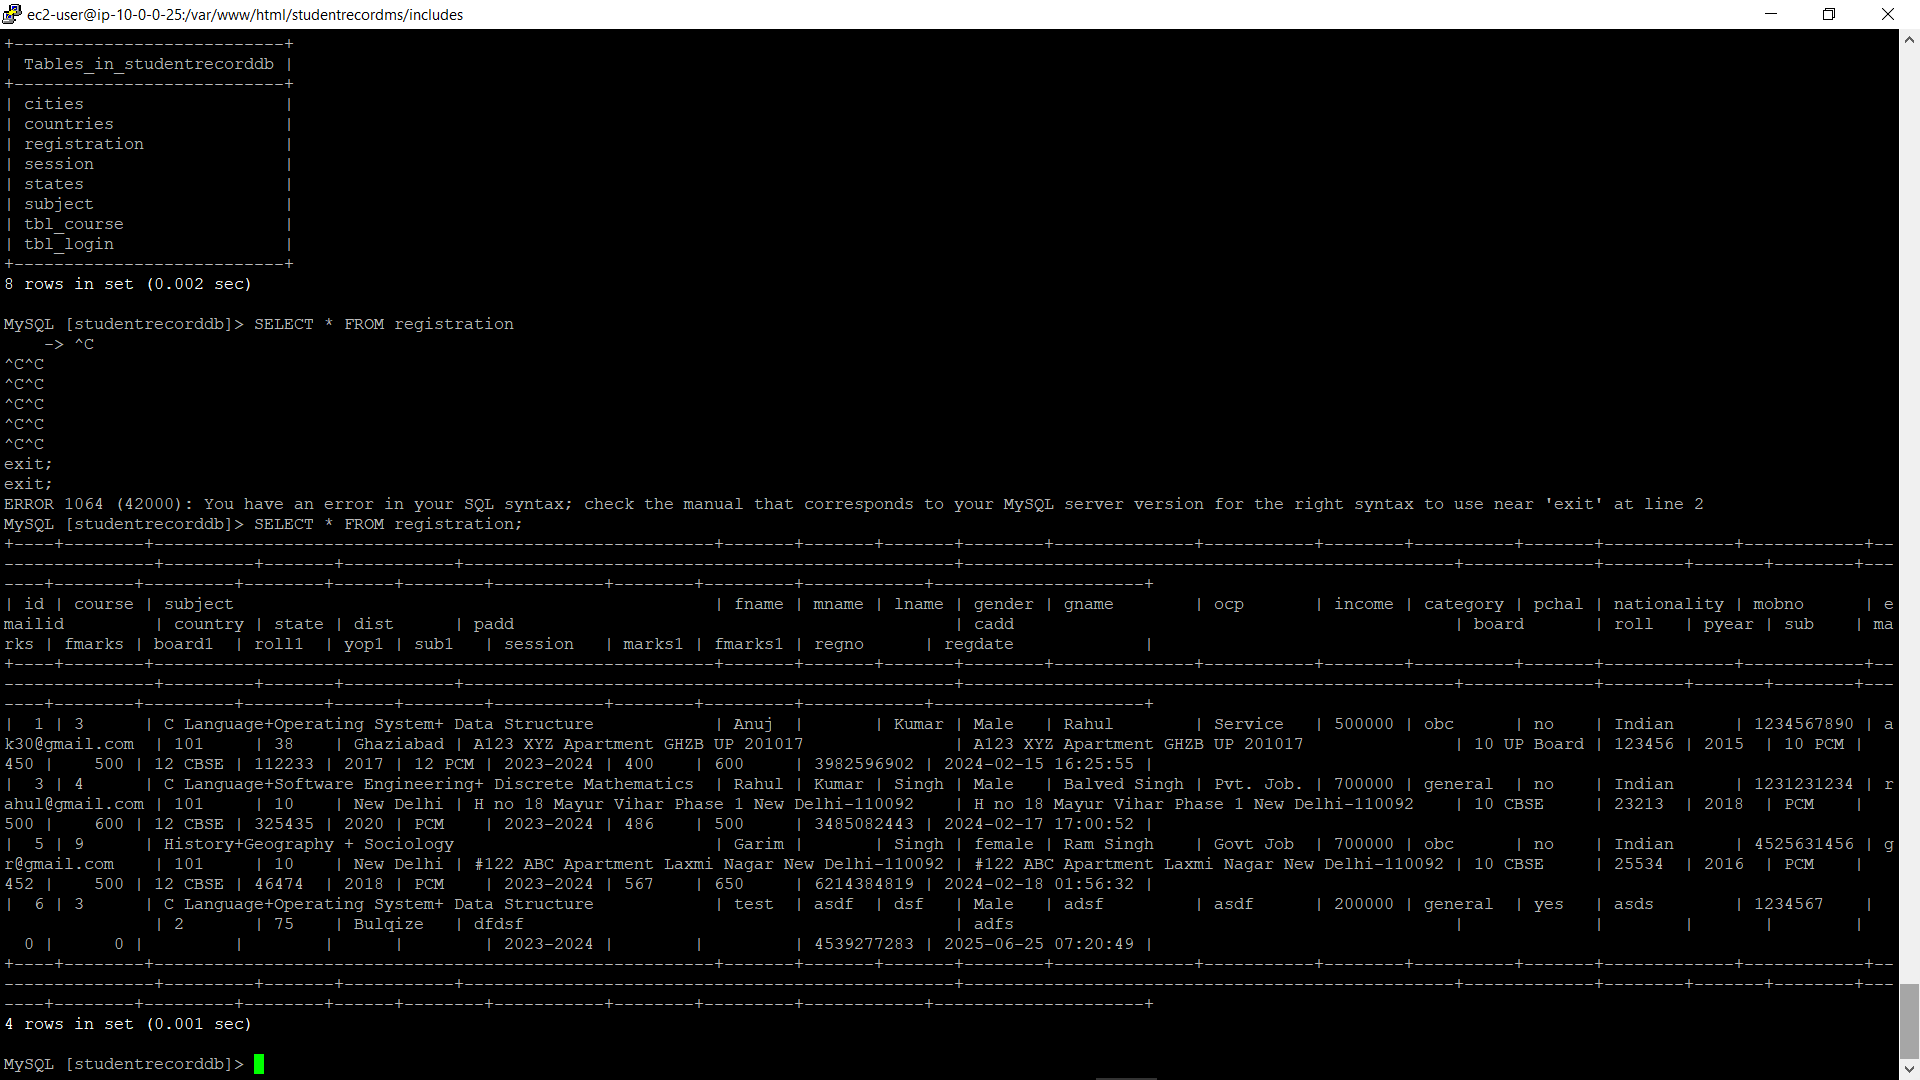 ec2-user@ip-10-0-0-25:/var/www/html/studentrecordms/includes
+---------------------------+
| Tables_in_studentrecorddb |
+---------------------------+
| cities                    |
| countries                 |
| registration              |
| session                   |
| states                    |
| subject                   |
| tbl_course                |
| tbl_login                 |
+---------------------------+
8 rows in set (0.002 sec)
MySQL [studentrecorddb]> SELECT * FROM registration
    -> ^C
^C^C
^C^C
^C^C
^C^C
^C^C
exit;
exit;
ERROR 1064 (42000): You have an error in your SQL syntax; check the manual that corresponds to your MySQL server version for the right syntax to use near 'exit' at line 2
MySQL [studentrecorddb]> SELECT * FROM registration;
| id | course | subject | fname | mname | lname | gender | gname | ocp | income | category | pchal | nationality | mobno | e
mailid | country | state | dist | padd | cadd | board | roll | pyear | sub | ma
rks | fmarks | board1 | roll1 | yop1 | sub1 | session | marks1 | fmarks1 | regno | regdate |
| 1 | 3 | C Language+Operating System+ Data Structure | Anuj | | Kumar | Male | Rahul | Service | 500000 | obc | no | Indian | 1234567890 | a
k30@gmail.com | 101 | 38 | Ghaziabad | A123 XYZ Apartment GHZB UP 201017 | A123 XYZ Apartment GHZB UP 201017 | 10 UP Board | 123456 | 2015 | 10 PCM |
450 | 500 | 12 CBSE | 112233 | 2017 | 12 PCM | 2023-2024 | 400 | 600 | 3982596902 | 2024-02-15 16:25:55 |
| 3 | 4 | C Language+Software Engineering+ Discrete Mathematics | Rahul | Kumar | Singh | Male | Balved Singh | Pvt. Job. | 700000 | general | no | Indian | 1231231234 | r
ahul@gmail.com | 101 | 10 | New Delhi | H no 18 Mayur Vihar Phase 1 New Delhi-110092 | H no 18 Mayur Vihar Phase 1 New Delhi-110092 | 10 CBSE | 23213 | 2018 | PCM |
500 | 600 | 12 CBSE | 325435 | 2020 | PCM | 2023-2024 | 486 | 500 | 3485082443 | 2024-02-17 17:00:52 |
| 5 | 9 | History+Geography + Sociology | Garim | | Singh | female | Ram Singh | Govt Job | 700000 | obc | no | Indian | 4525631456 | g
r@gmail.com | 101 | 10 | New Delhi | #122 ABC Apartment Laxmi Nagar New Delhi-110092 | #122 ABC Apartment Laxmi Nagar New Delhi-110092 | 10 CBSE | 25534 | 2016 | PCM |
452 | 500 | 12 CBSE | 46474 | 2018 | PCM | 2023-2024 | 567 | 650 | 6214384819 | 2024-02-18 01:56:32 |
| 6 | 3 | C Language+Operating System+ Data Structure | test | asdf | dsf | Male | adsf | asdf | 200000 | general | yes | asds | 1234567 |
| 2 | 75 | Bulqize | dfdsf | adfs | | | | |
0 | 0 | | | | | 2023-2024 | | | 4539277283 | 2025-06-25 07:20:49 |
4 rows in set (0.001 sec)
MySQL [studentrecorddb]>